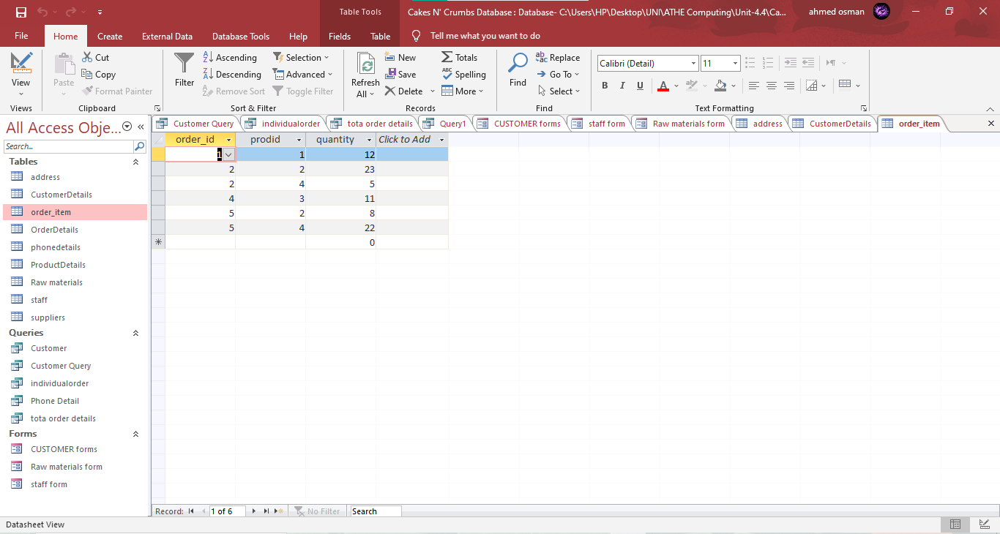 Table Tools
Cakes N' Crumbs Database : Database- C:\Users\HP\Desktop\UNI\ATHE Computing\Unit-4.4\Ca...
ahmed osman
File Home Create External Data Database Tools Help Fields Table Tell me what you want to do
View
Views
Paste
Cut
Copy
Format Painter
Clipboard
Filter
Ascending
Descending
Remove Sort
Selection
Advanced
Toggle Filter
Sort & Filter
Refresh
All
New
Save
Delete
Totals
Spelling
More
Records
Find
Replace
Go To
Select
Find
Calibri (Detail) 11
B I U A
Text Formatting
All Access Obje...
Search...
Tables
address
CustomerDetails
order_item
OrderDetails
phonedetails
ProductDetails
Raw materials
staff
suppliers
Queries
Customer
Customer Query
individualorder
Phone Detail
tota order details
Forms
CUSTOMER forms
Raw materials form
staff form
Customer Query individualorder tota order details Query1 CUSTOMER forms staff form Raw materials form address CustomerDetails order_item
order_id prodid quantity Click to Add
1 1 12
2 2 23
2 4 5
4 3 11
5 2 8
5 4 22
0
Record: 1 of 6 No Filter Search
Datasheet View